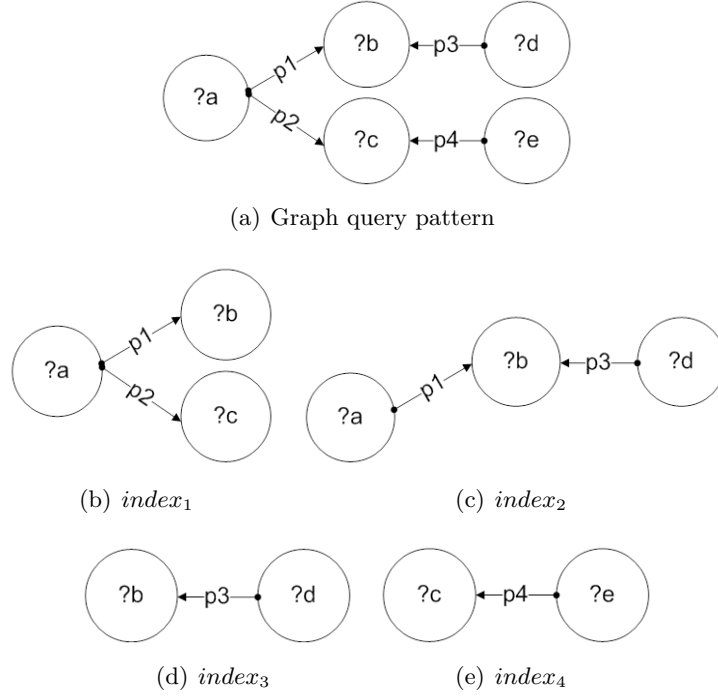 ?b p3 ?d
?a p1
p2 ?c p4 ?e
(a) Graph query pattern
?a p1 ?b
p2 ?c
(b) index₁
?a p1 ?b p3 ?d
(c) index₂
?b p3 ?d
(d) index₃
?c p4 ?e
(e) index₄